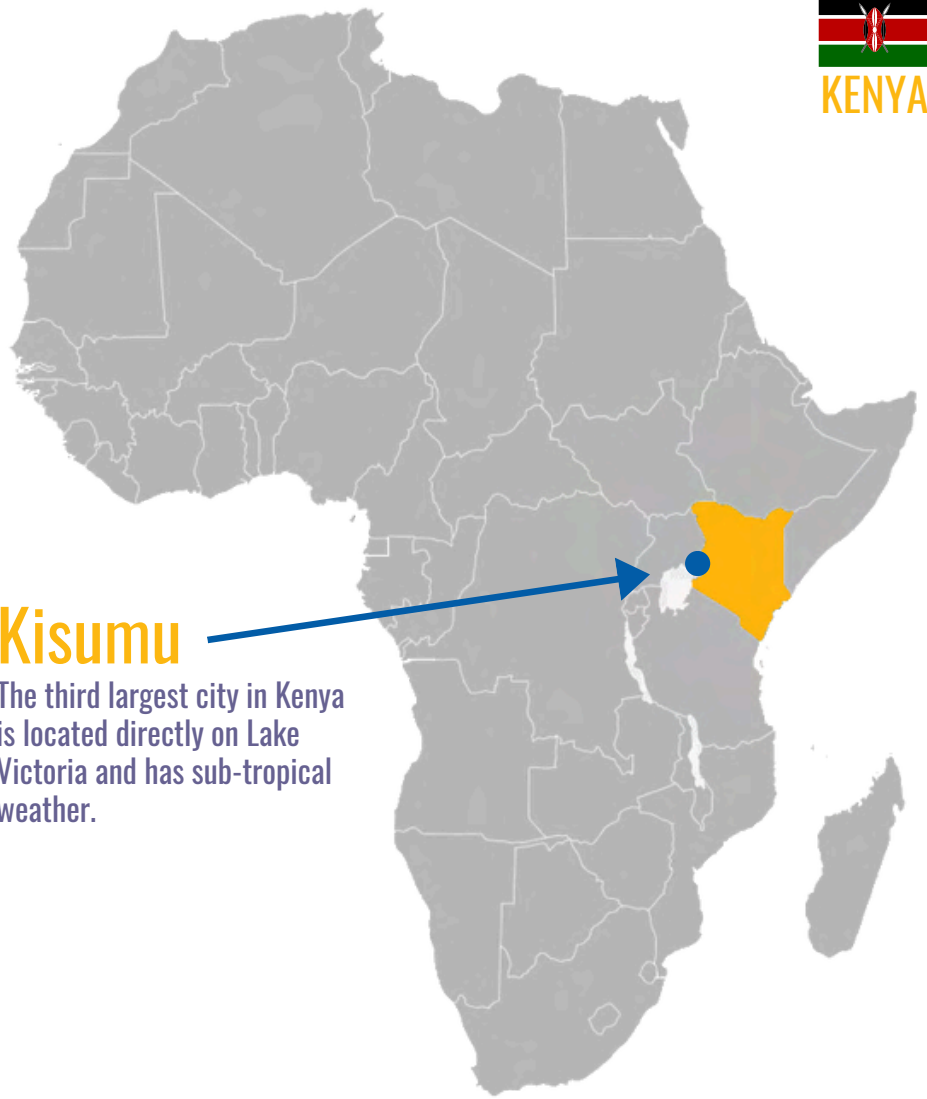 KENYA
Kisumu
The third largest city in Kenya
is located directly on Lake
Victoria and has sub-tropical
weather.